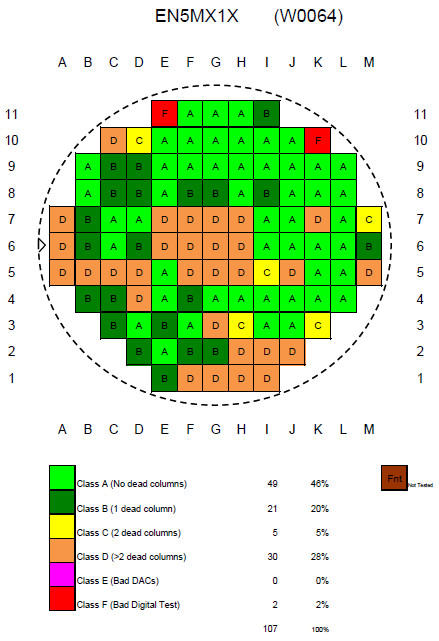 EN5MX1X (W0064)
A B C D E F G H I J K L M
11 F A A A B 11
10 D C A A A A A A F 10
9 A B B A A A A A A A A 9
8 A B B A B B A B A A A 8
7 D B A A D D D D A A D A C 7
6 D B A B D D D D A A A A B 6
5 D D D D A D D D C D A A D 5
4 B B D A B A A A A A A 4
3 B A B A D C A A C 3
2 B A B B D D D 2
1 B D D D D 1
A B C D E F G H I J K L M
Class A (No dead columns) 49 46% Fnt Not Tested
Class B (1 dead column) 21 20%
Class C (2 dead columns) 5 5%
Class D (>2 dead columns) 30 28%
Class E (Bad DACs) 0 0%
Class F (Bad Digital Test) 2 2%
107 100%